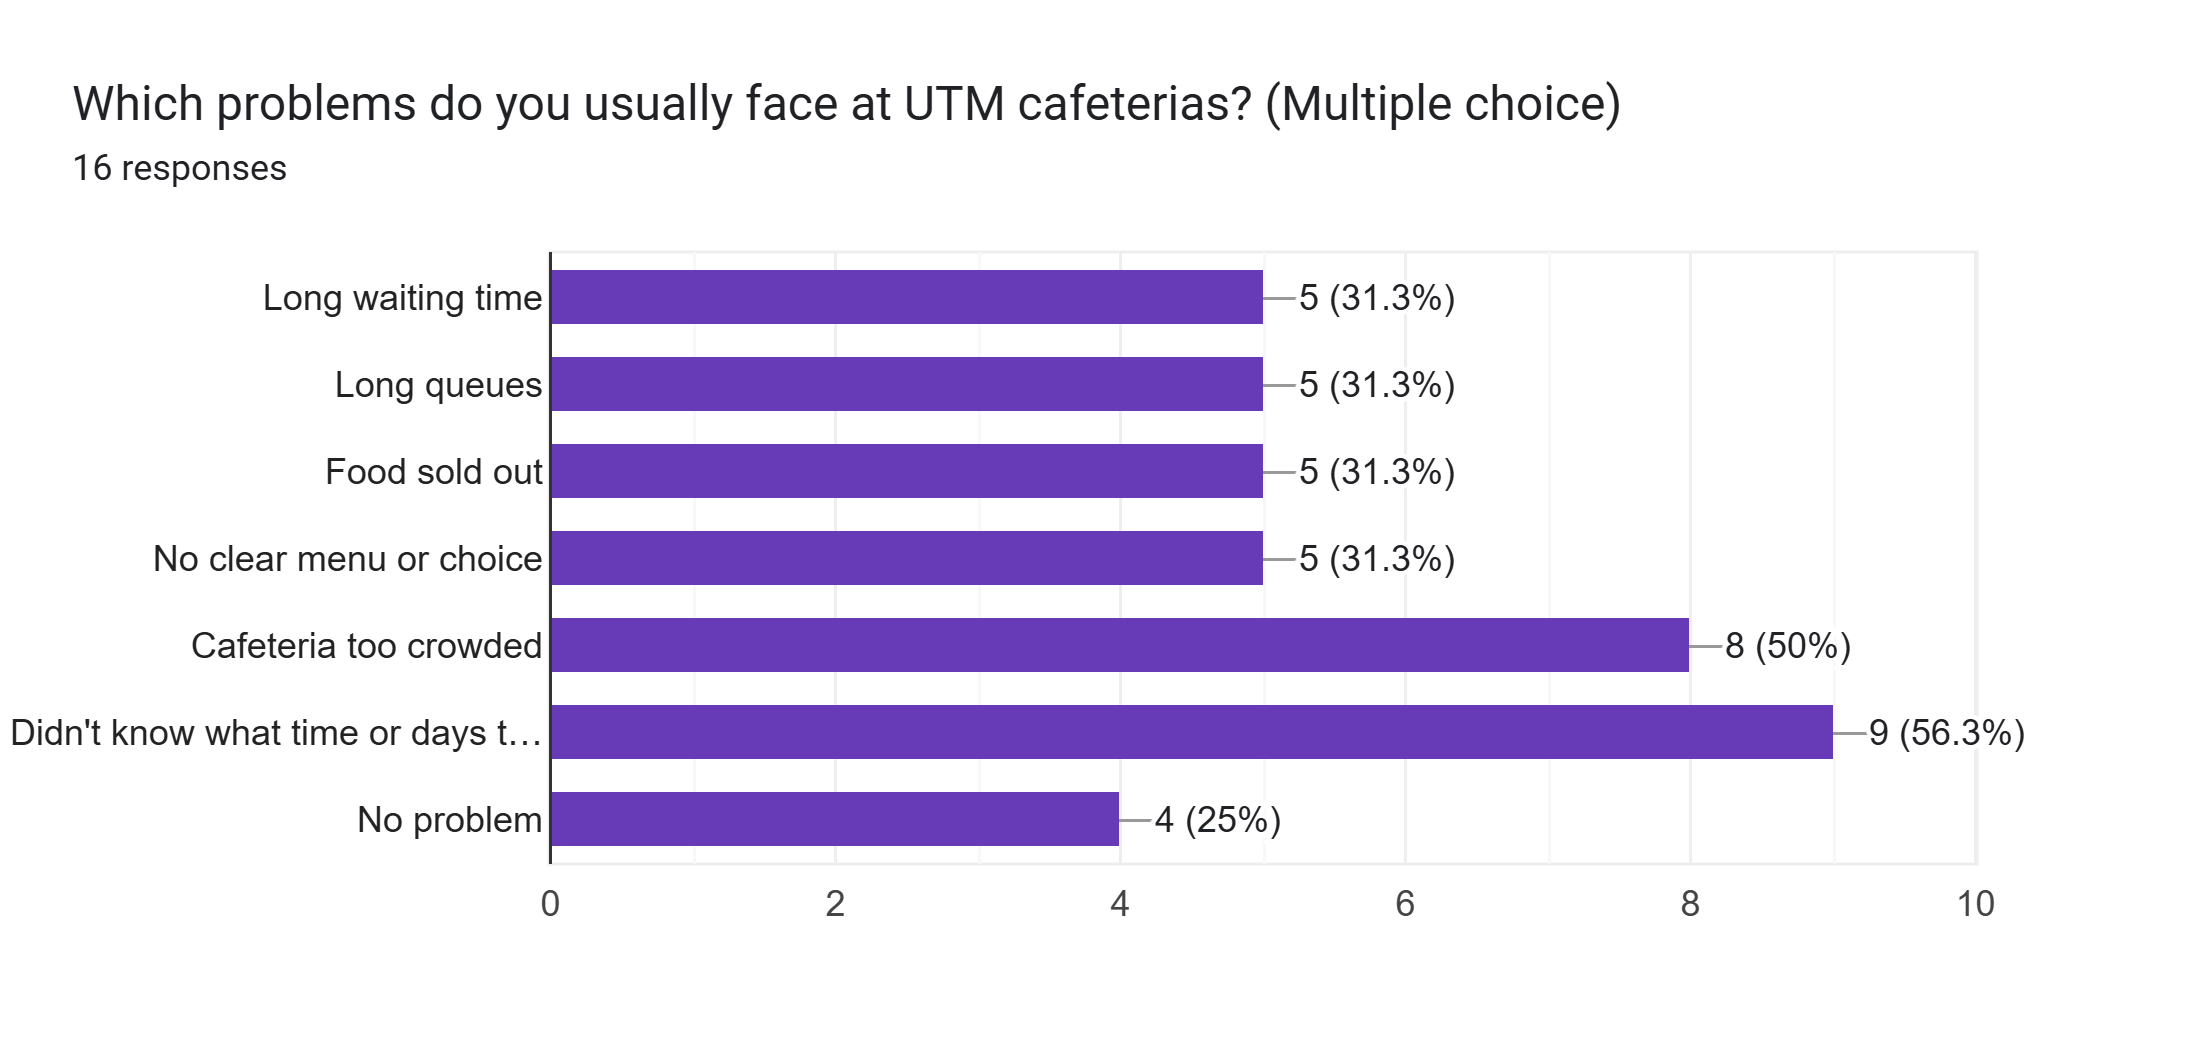 Which problems do you usually face at UTM cafeterias? (Multiple choice)
16 responses
Long waiting time 5 (31.3%)
Long queues 5 (31.3%)
Food sold out 5 (31.3%)
No clear menu or choice 5 (31.3%)
Cafeteria too crowded 8 (50%)
Didn't know what time or days t… 9 (56.3%)
No problem 4 (25%)
0 2 4 6 8 10